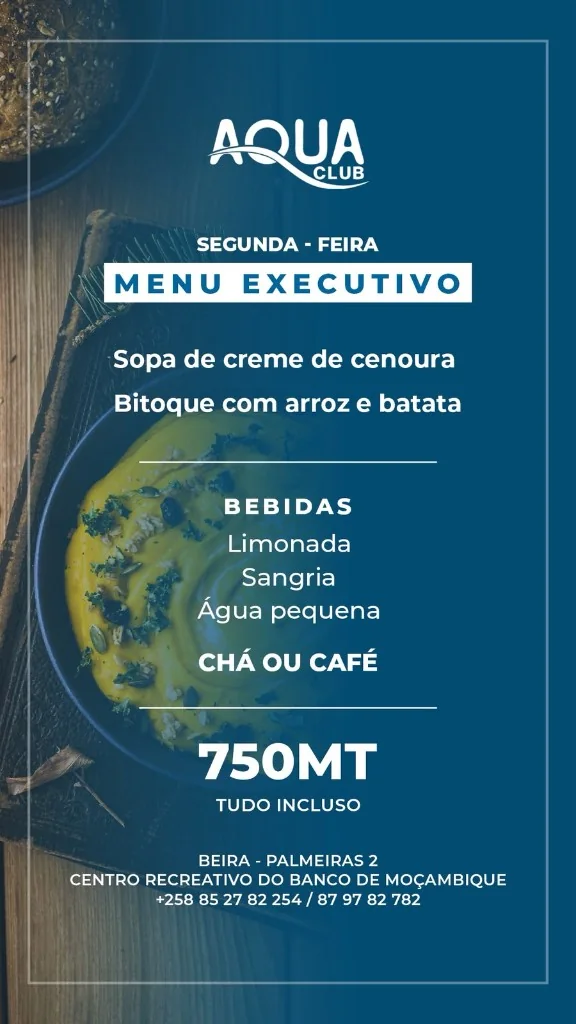 AQUA
CLUB
SEGUNDA - FEIRA
MENU EXECUTIVO
Sopa de creme de cenoura
Bitoque com arroz e batata
BEBIDAS
Limonada
Sangria
Água pequena
CHÁ OU CAFÉ
750MT
TUDO INCLUSO
BEIRA - PALMEIRAS 2
CENTRO RECREATIVO DO BANCO DE MOÇAMBIQUE
+258 85 27 82 254 / 87 97 82 782